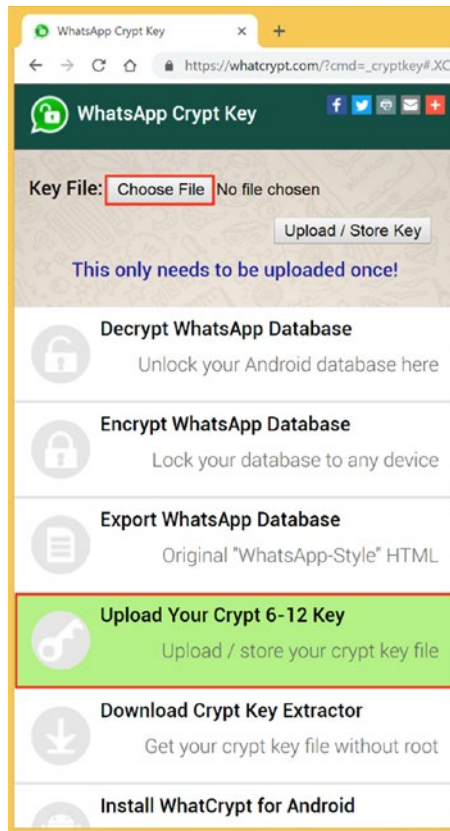 WhatsApp Crypt Key
https://whatcrypt.com/?cmd=_cryptkey#.XC
WhatsApp Crypt Key
Key File: Choose File No file chosen
Upload / Store Key
This only needs to be uploaded once!
Decrypt WhatsApp Database
Unlock your Android database here
Encrypt WhatsApp Database
Lock your database to any device
Export WhatsApp Database
Original "WhatsApp-Style" HTML
Upload Your Crypt 6-12 Key
Upload / store your crypt key file
Download Crypt Key Extractor
Get your crypt key file without root
Install WhatCrypt for Android